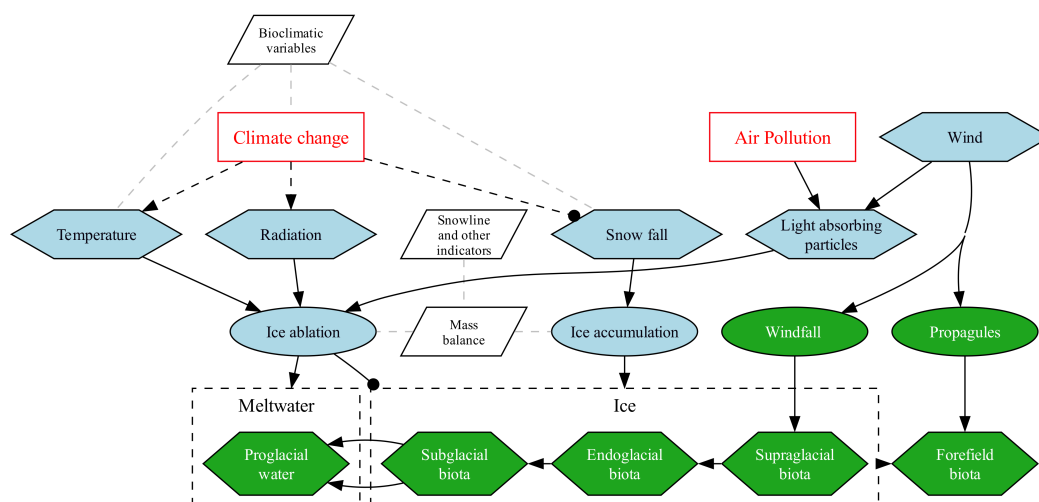 Bioclimatic
variables
Climate change
Air Pollution
Wind
Temperature
Radiation
Snowline
and other
indicators
Snow fall
Light absorbing
particles
Ice ablation
Mass
balance
Ice accumulation
Windfall
Propagules
Meltwater
Ice
Proglacial
water
Subglacial
biota
Endoglacial
biota
Supraglacial
biota
Forefield
biota